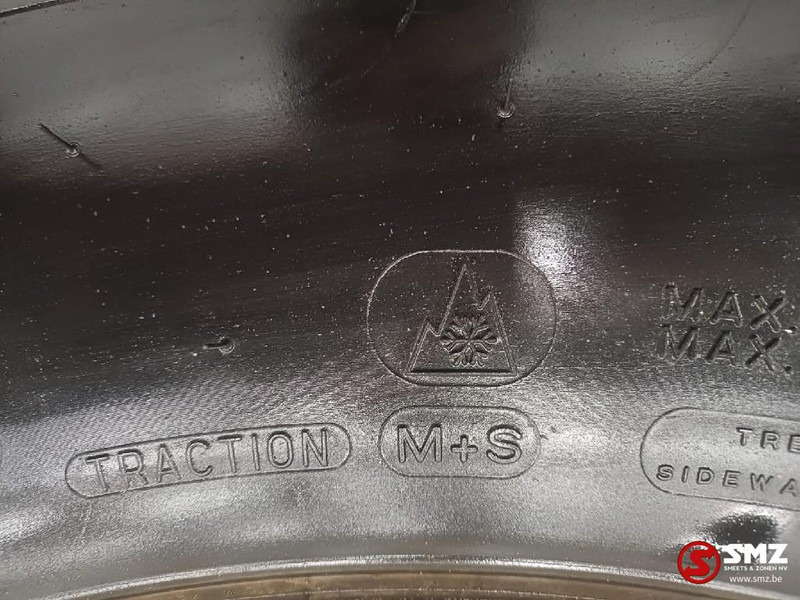 MAX.
MAX.
TRACTION
M+S
TRE
SIDEWA
SMZ
SMEETS & ZONEN NV
www.smz.be